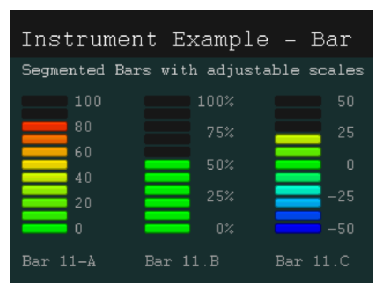 Instrument Example - Bar
Segmented Bars with adjustable scales
100 100% 50
80 75% 25
60 50% 0
40 25% -25
20 0% -50
0
Bar 11-A Bar 11.B Bar 11.C